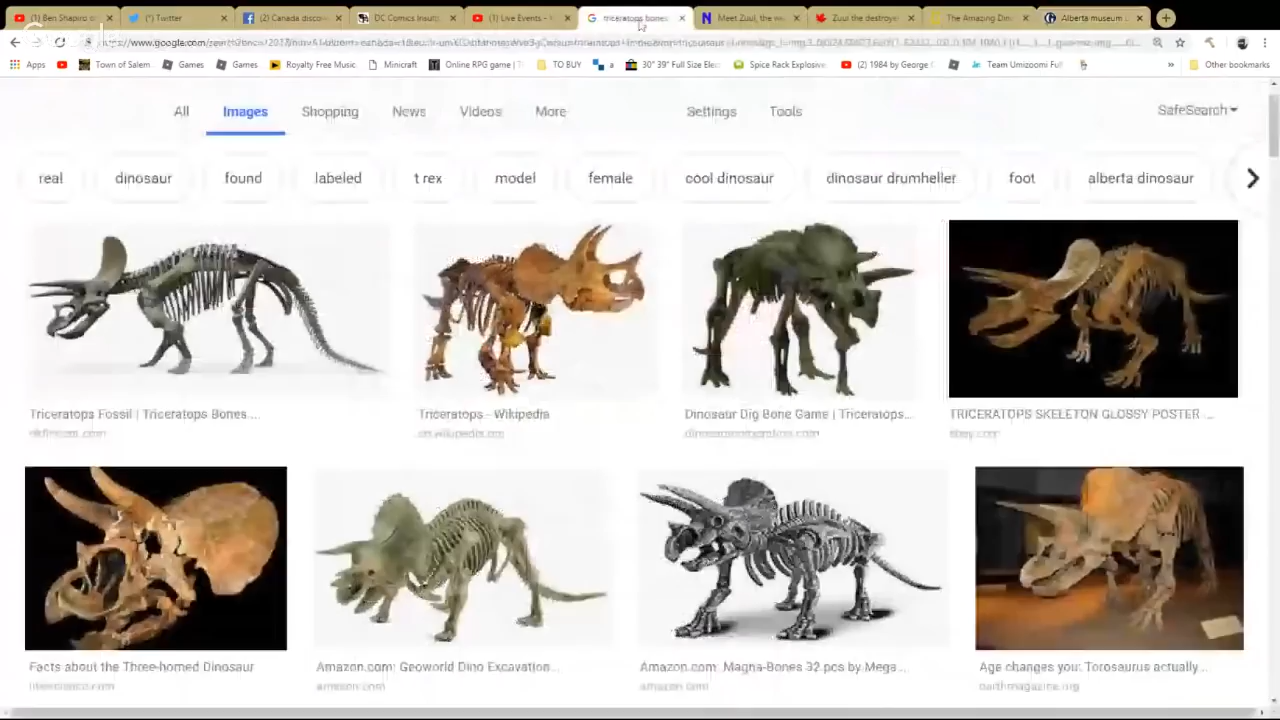 (1) Ben Shapiro o
(*) Twitter
(2) Canada disco
DC Comics Insult
(1) Live Events - Y
triceratops bones
Meet Zuul, the w
Zuul the destroye
The Amazing Din
Alberta museum u
Apps
Town of Salem
Games
Games
Royalty Free Music
Minicraft
Online RPG game | T
TO BUY
a
30" 39" Full Size Elec
Spice Rack Explosive
(2) 1984 by George
Team Umizoomi Full
»
Other bookmarks
All
Images
Shopping
News
Videos
More
Settings
Tools
SafeSearch
real
dinosaur
found
labeled
t rex
model
female
cool dinosaur
dinosaur drumheller
foot
alberta dinosaur
Triceratops Fossil | Triceratops Bones ...
Triceratops - Wikipedia
Dinosaur Dig Bone Game | Triceratops...
TRICERATOPS SKELETON GLOSSY POSTER ...
en.wikipedia.org
ebay.com
Facts about the Three-horned Dinosaur
Amazon.com: Geoworld Dino Excavation...
Amazon.com: Magna-Bones 32 pcs by Mega...
Age changes you: Torosaurus actually...
livescience.com
amazon.com
amazon.com
earthmagazine.org